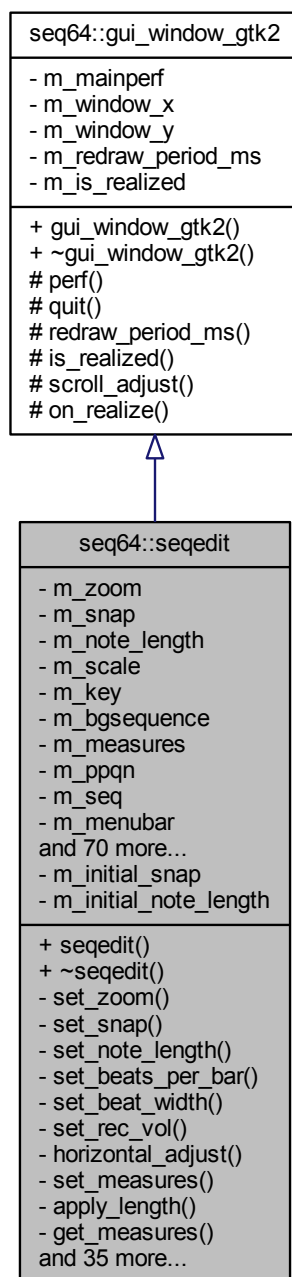 seq64::gui_window_gtk2
- m_mainperf
- m_window_x
- m_window_y
- m_redraw_period_ms
- m_is_realized
+ gui_window_gtk2()
+ ~gui_window_gtk2()
# perf()
# quit()
# redraw_period_ms()
# is_realized()
# scroll_adjust()
# on_realize()
seq64::seqedit
- m_zoom
- m_snap
- m_note_length
- m_scale
- m_key
- m_bgsequence
- m_measures
- m_ppqn
- m_seq
- m_menubar
and 70 more...
- m_initial_snap
- m_initial_note_length
+ seqedit()
+ ~seqedit()
- set_zoom()
- set_snap()
- set_note_length()
- set_beats_per_bar()
- set_beat_width()
- set_rec_vol()
- horizontal_adjust()
- set_measures()
- apply_length()
- get_measures()
and 35 more...